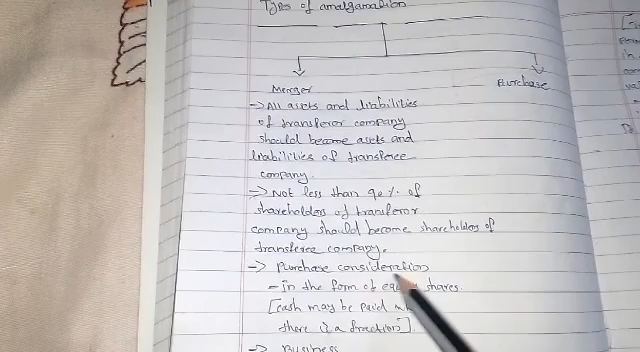 Types of amalgamation
Merger
Purchase
-> All assets and liabilities
of transferor company
should become assets and
liabilities of transferee
company.
-> Not less than 90% of
shareholders of transferor
company should become shareholders of
transferee company.
-> Purchase consideration
- in the form of shares.
[cash may be paid
there is a fraction]
-> Business